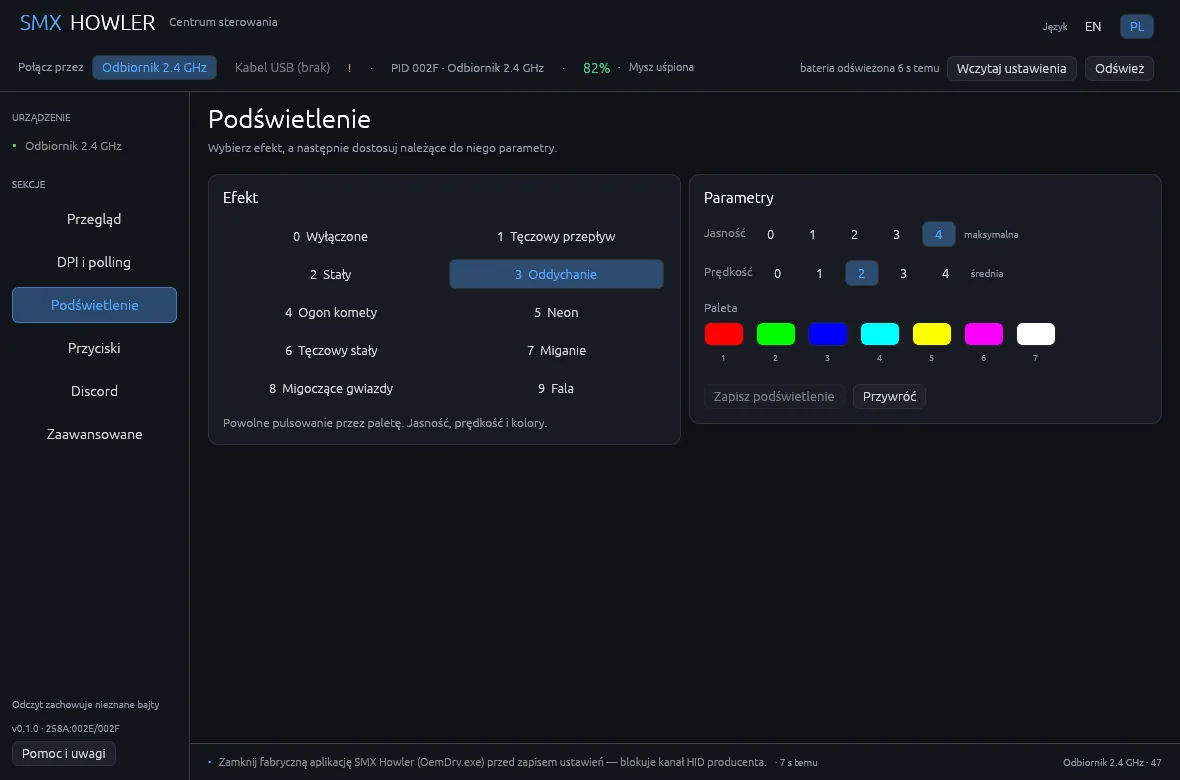 SMX HOWLER Centrum sterowania Język EN PL
Połącz przez Odbiornik 2.4 GHz Kabel USB (brak) ! · PID 002F · Odbiornik 2.4 GHz · 82% · Mysz uśpiona bateria odświeżona 6 s temu Wczytaj ustawienia Odśwież
URZĄDZENIE
• Odbiornik 2.4 GHz
SEKCJE
Przegląd
DPI i polling
Podświetlenie
Przyciski
Discord
Zaawansowane
Odczyt zachowuje nieznane bajty
v0.1.0 · 258A:002E/002F
Pomoc i uwagi
Podświetlenie
Wybierz efekt, a następnie dostosuj należące do niego parametry.
Efekt
0 Wyłączone 1 Tęczowy przepływ
2 Stały 3 Oddychanie
4 Ogon komety 5 Neon
6 Tęczowy stały 7 Miganie
8 Migoczące gwiazdy 9 Fala
Powolne pulsowanie przez paletę. Jasność, prędkość i kolory.
Parametry
Jasność 0 1 2 3 4 maksymalna
Prędkość 0 1 2 3 4 średnia
Paleta
1 2 3 4 5 6 7
Zapisz podświetlenie Przywróć
• Zamknij fabryczną aplikację SMX Howler (OemDrv.exe) przed zapisem ustawień — blokuje kanał HID producenta. · 7 s temu Odbiornik 2.4 GHz · 47